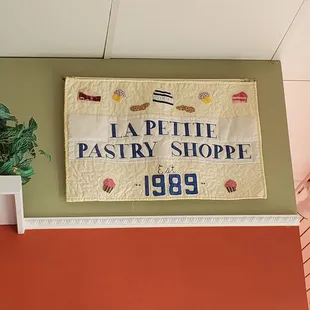 LA PETITE
PASTRY SHOPPE
Est
1989